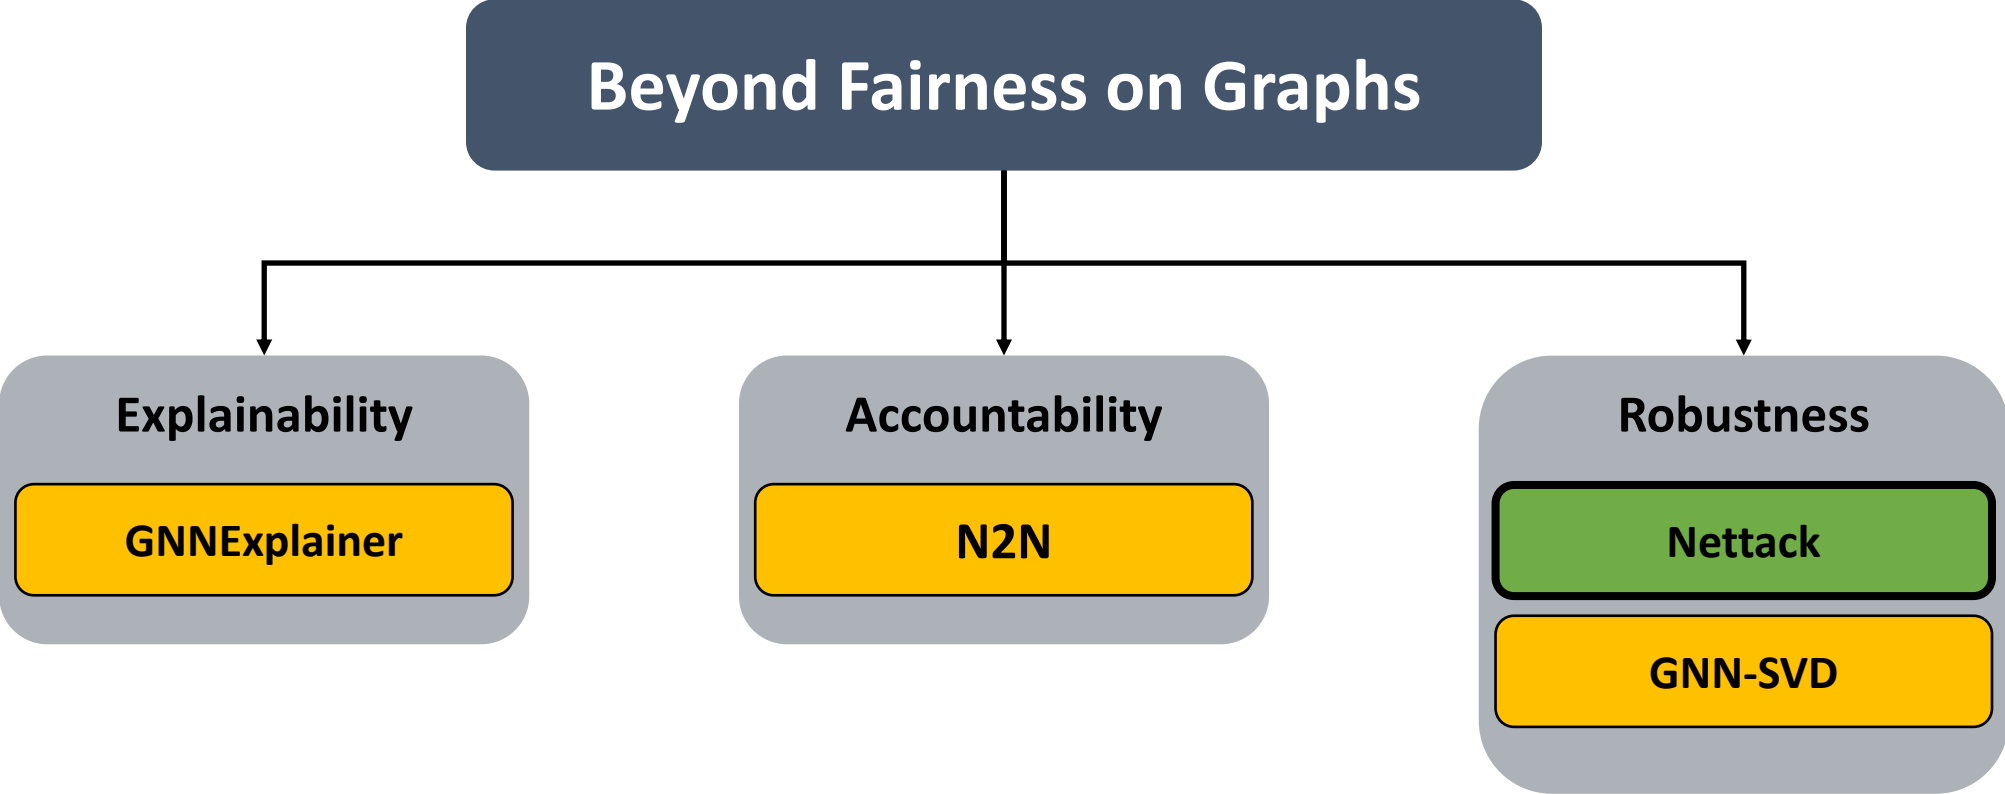 Beyond Fairness on Graphs
Explainability
GNNExplainer
Accountability
N2N
Robustness
Nettack
GNN-SVD